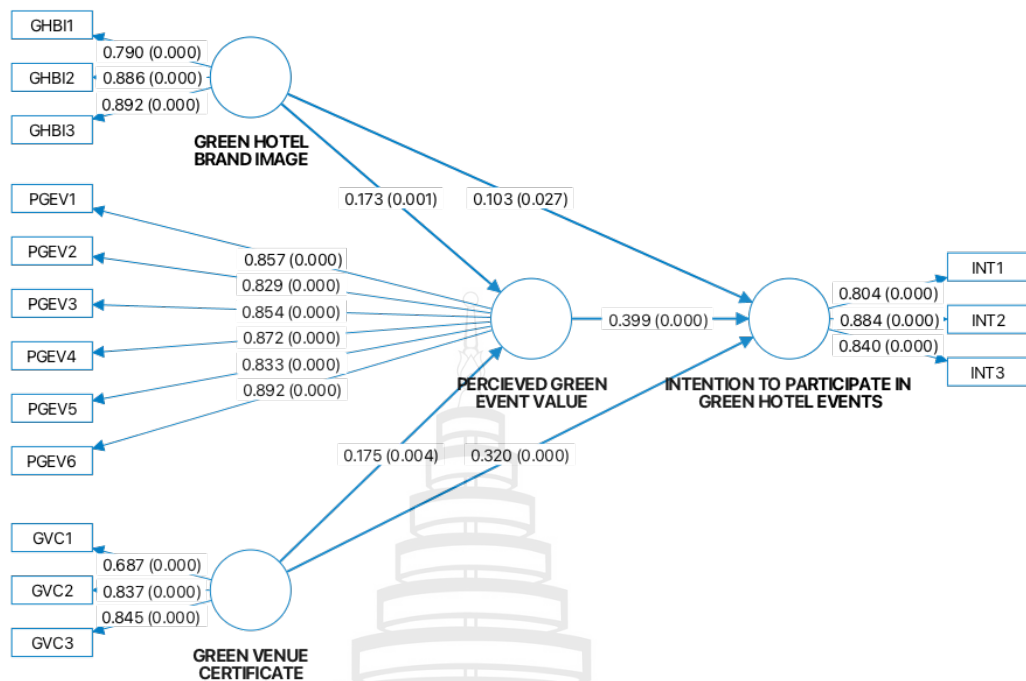 GHBI1
0.790 (0.000)
GHBI2
0.886 (0.000)
0.892 (0.000)
GHBI3
GREEN HOTEL
BRAND IMAGE
PGEV1
0.173 (0.001)
0.103 (0.027)
PGEV2
0.857 (0.000)
0.829 (0.000)
PGEV3
0.854 (0.000)
0.872 (0.000)
PGEV4
0.833 (0.000)
0.892 (0.000)
PGEV5
PGEV6
PERCIEVED GREEN
EVENT VALUE
0.399 (0.000)
INT1
0.804 (0.000)
INT2
0.884 (0.000)
0.840 (0.000)
INT3
INTENTION TO PARTICIPATE IN
GREEN HOTEL EVENTS
0.175 (0.004)
0.320 (0.000)
GVC1
0.687 (0.000)
GVC2
0.837 (0.000)
0.845 (0.000)
GVC3
GREEN VENUE
CERTIFICATE